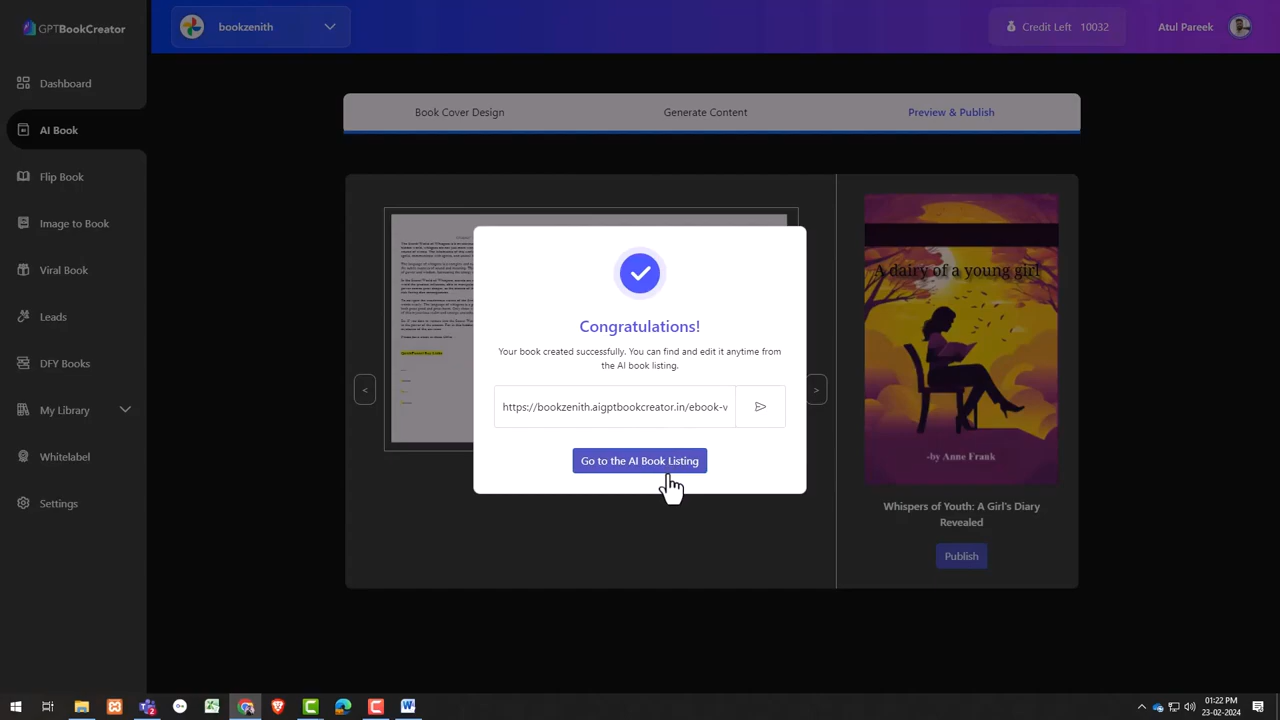 GPTBookCreator
bookzenith
Credit Left 10032
Atul Pareek
Dashboard
AI Book
Flip Book
Image to Book
Viral Book
Leads
DFY Books
My Library
Whitelabel
Settings
Book Cover Design
Generate Content
Preview & Publish
Congratulations!
Your book created successfully. You can find and edit it anytime from
the AI book listing.
https://bookzenith.aigptbookcreator.in/ebook-v
Go to the AI Book Listing
<
>
A dairy of a young girl
-by Anne Frank
Whispers of Youth: A Girl's Diary
Revealed
Publish
01:22 PM
23-02-2024